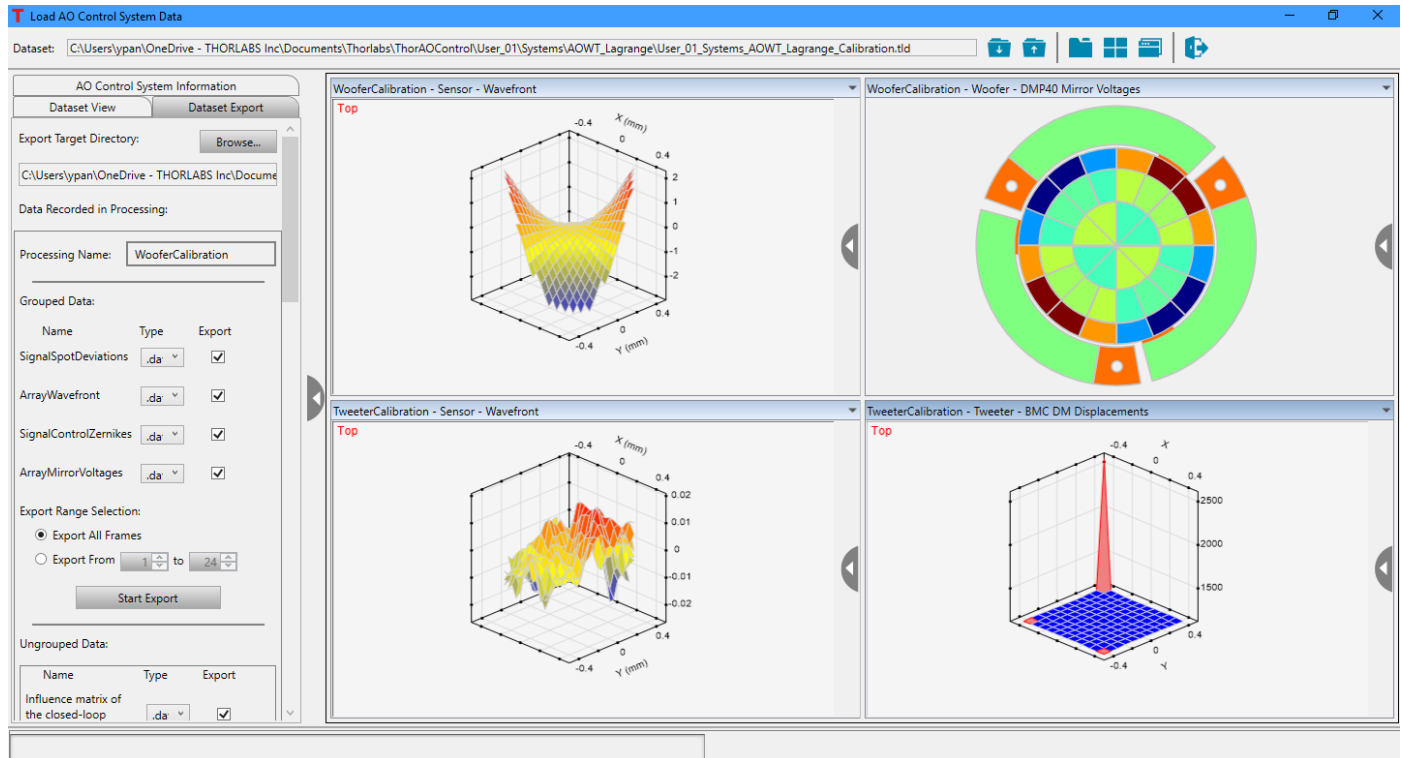 T Load AO Control System Data
Dataset: C:\Users\ypan\OneDrive - THORLABS Inc\Documents\Thorlabs\ThorAOControl\User_01\Systems\AOWT_Lagrange\User_01_Systems_AOWT_Lagrange_Calibration.tld
AO Control System Information
Dataset View Dataset Export
Export Target Directory: Browse...
C:\Users\ypan\OneDrive - THORLABS Inc\Docume
Data Recorded in Processing:
Processing Name: WooferCalibration
Grouped Data:
Name Type Export
SignalSpotDeviations .da
ArrayWavefront .da
SignalControlZernikes .da
ArrayMirrorVoltages .da
Export Range Selection:
Export All Frames
Export From 1 to 24
Start Export
Ungrouped Data:
Name Type Export
Influence matrix of
the closed-loop .da
WooferCalibration - Sensor - Wavefront
Top
-0.4 X (mm)
0
0.4
2
1
0
-1
-2
0.4
0
-0.4 Y (mm)
WooferCalibration - Woofer - DMP40 Mirror Voltages
TweeterCalibration - Sensor - Wavefront
Top
-0.4 X (mm)
0
0.4
0.02
0.01
0
-0.01
-0.02
0.4
0
-0.4 Y (mm)
TweeterCalibration - Tweeter - BMC DM Displacements
Top
-0.4 X
0
0.4
2500
2000
1500
0.4
0
-0.4 Y